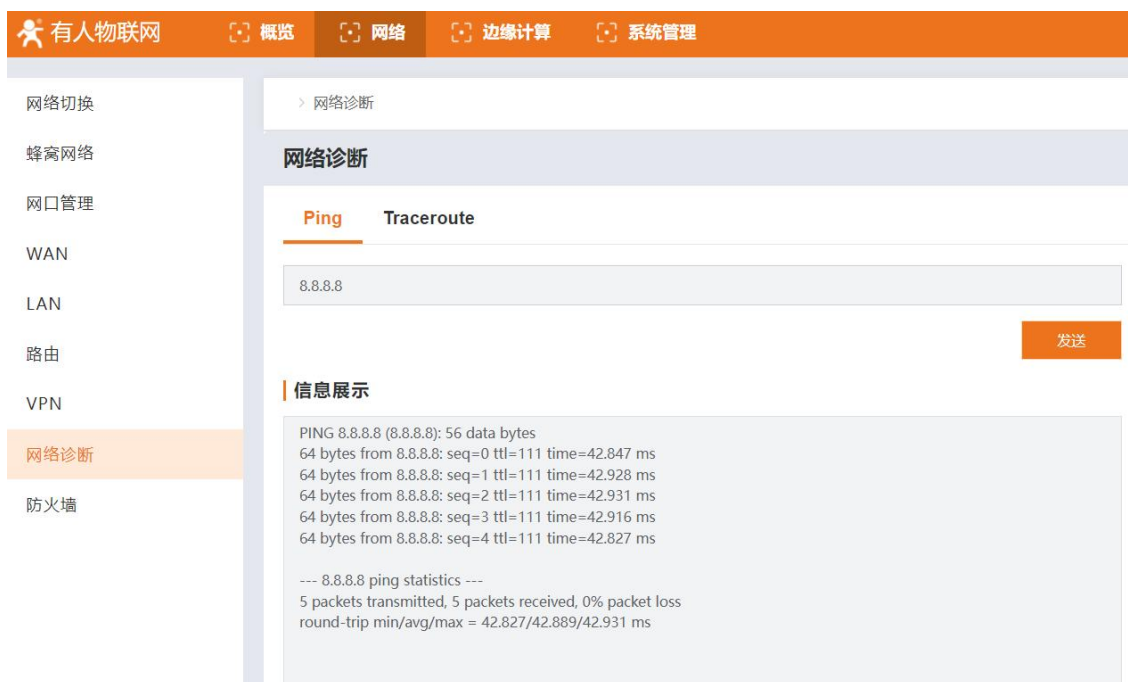 有人物联网 概览 网络 边缘计算 系统管理
网络切换
蜂窝网络
网口管理
WAN
LAN
路由
VPN
网络诊断
防火墙
> 网络诊断
网络诊断
Ping Traceroute
8.8.8.8
发送
信息展示
PING 8.8.8.8 (8.8.8.8): 56 data bytes
64 bytes from 8.8.8.8: seq=0 ttl=111 time=42.847 ms
64 bytes from 8.8.8.8: seq=1 ttl=111 time=42.928 ms
64 bytes from 8.8.8.8: seq=2 ttl=111 time=42.931 ms
64 bytes from 8.8.8.8: seq=3 ttl=111 time=42.916 ms
64 bytes from 8.8.8.8: seq=4 ttl=111 time=42.827 ms
--- 8.8.8.8 ping statistics ---
5 packets transmitted, 5 packets received, 0% packet loss
round-trip min/avg/max = 42.827/42.889/42.931 ms